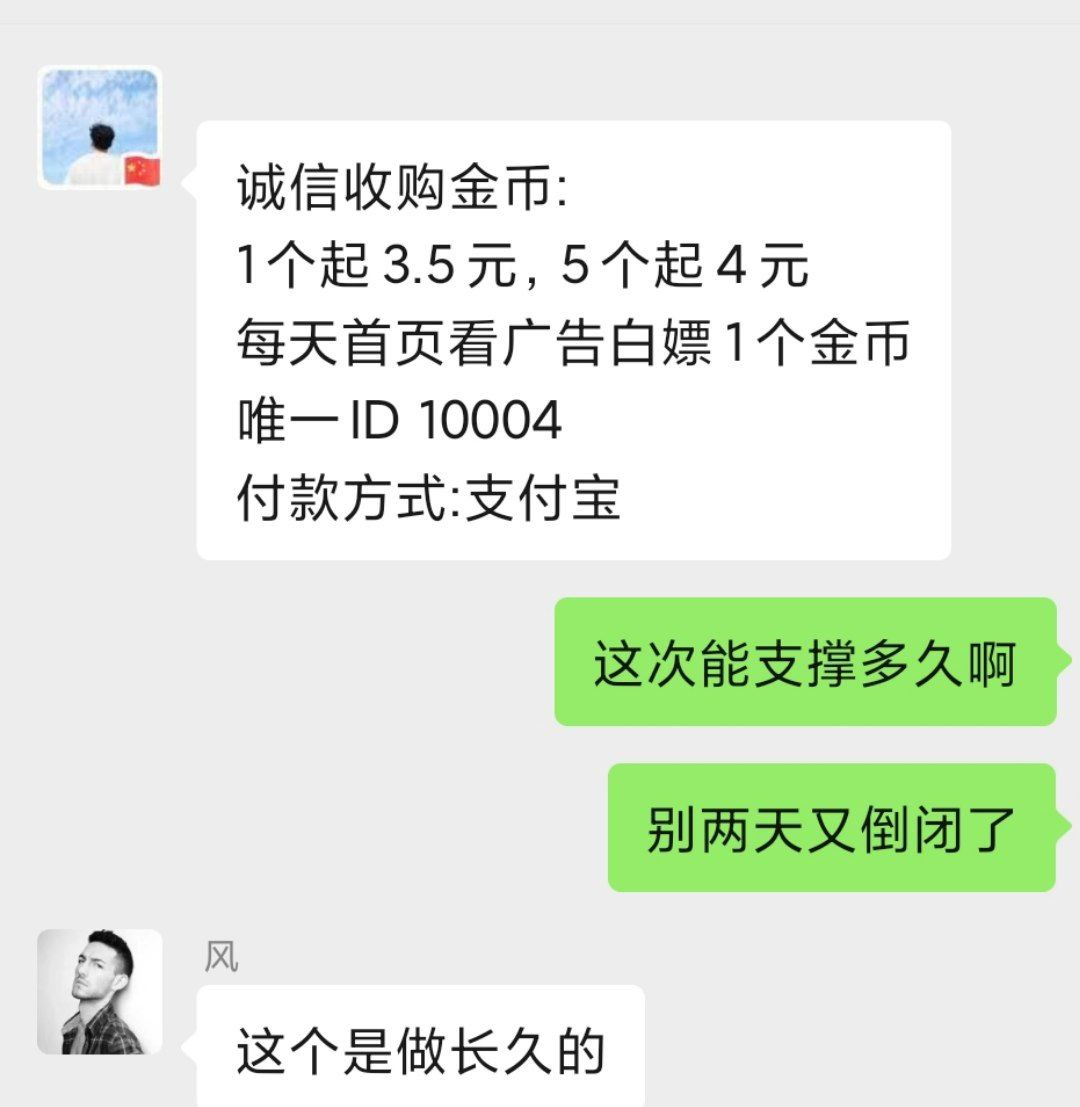 诚信收购金币:
1个起3.5元, 5个起4元
每天首页看广告白嫖1个金币
唯一ID 10004
付款方式:支付宝
这次能支撑多久啊
别两天又倒闭了
风
这个是做长久的